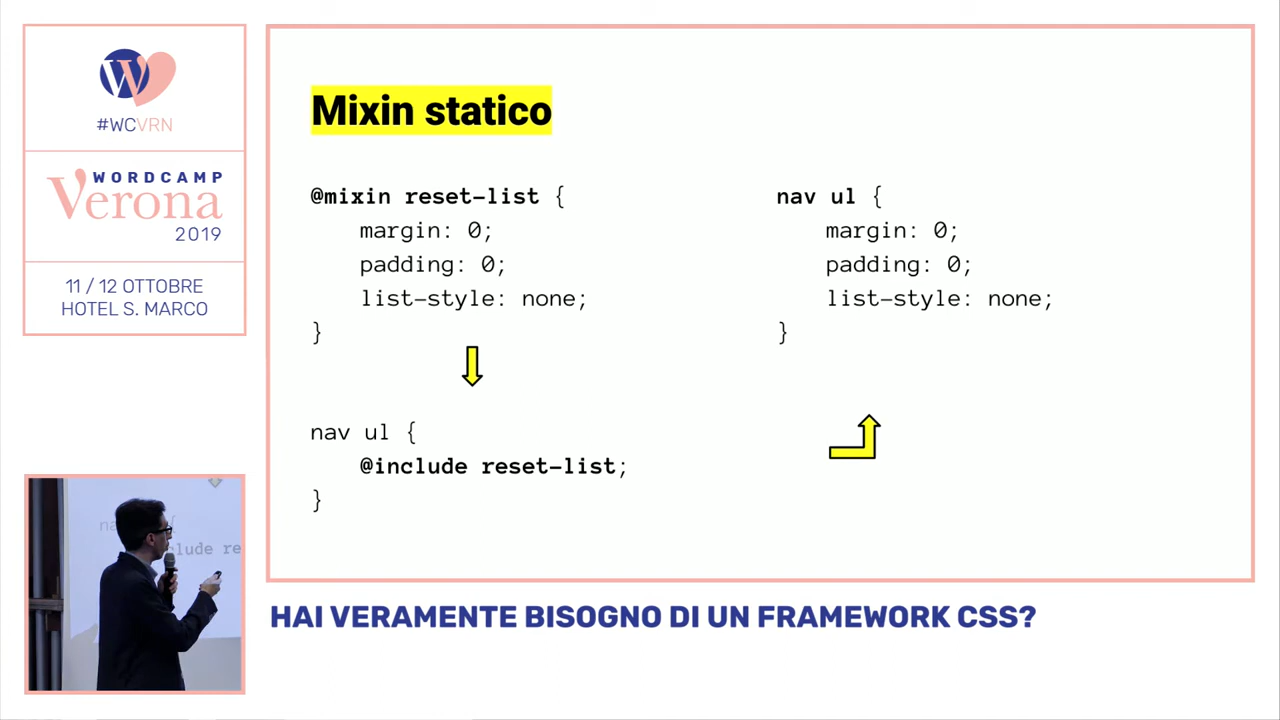 #WCVRN
WORDCAMP
Verona
2019
11 / 12 OTTOBRE
HOTEL S. MARCO
Mixin statico
@mixin reset-list {
margin: 0;
padding: 0;
list-style: none;
}
nav ul {
@include reset-list;
}
nav ul {
margin: 0;
padding: 0;
list-style: none;
}
clude re
HAI VERAMENTE BISOGNO DI UN FRAMEWORK CSS?